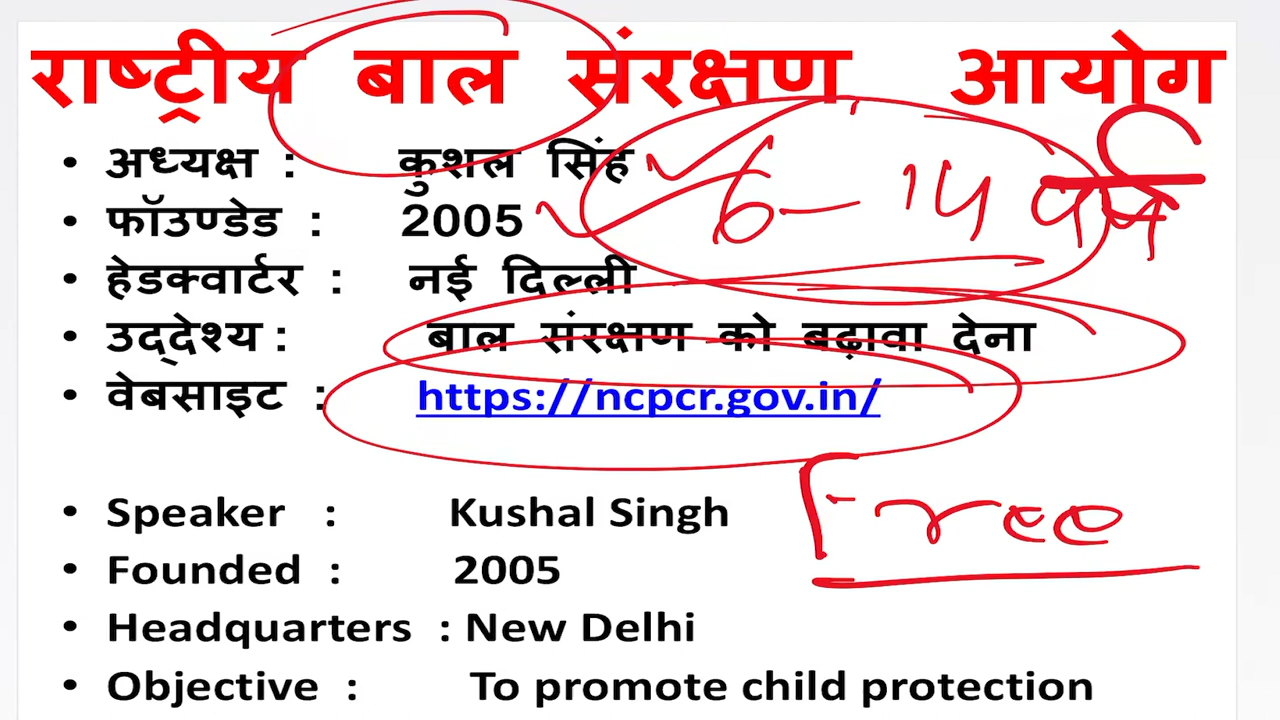 राष्ट्रीय बाल संरक्षण आयोग
• अध्यक्ष : कुशल सिंह
6-14 वर्ष
• फॉउण्डेड : 2005
• हेडक्वार्टर : नई दिल्ली
• उद्देश्य : बाल संरक्षण को बढ़ावा देना
• वेबसाइट : https://ncpcr.gov.in/
• Speaker : Kushal Singh
Free
• Founded : 2005
• Headquarters : New Delhi
• Objective : To promote child protection